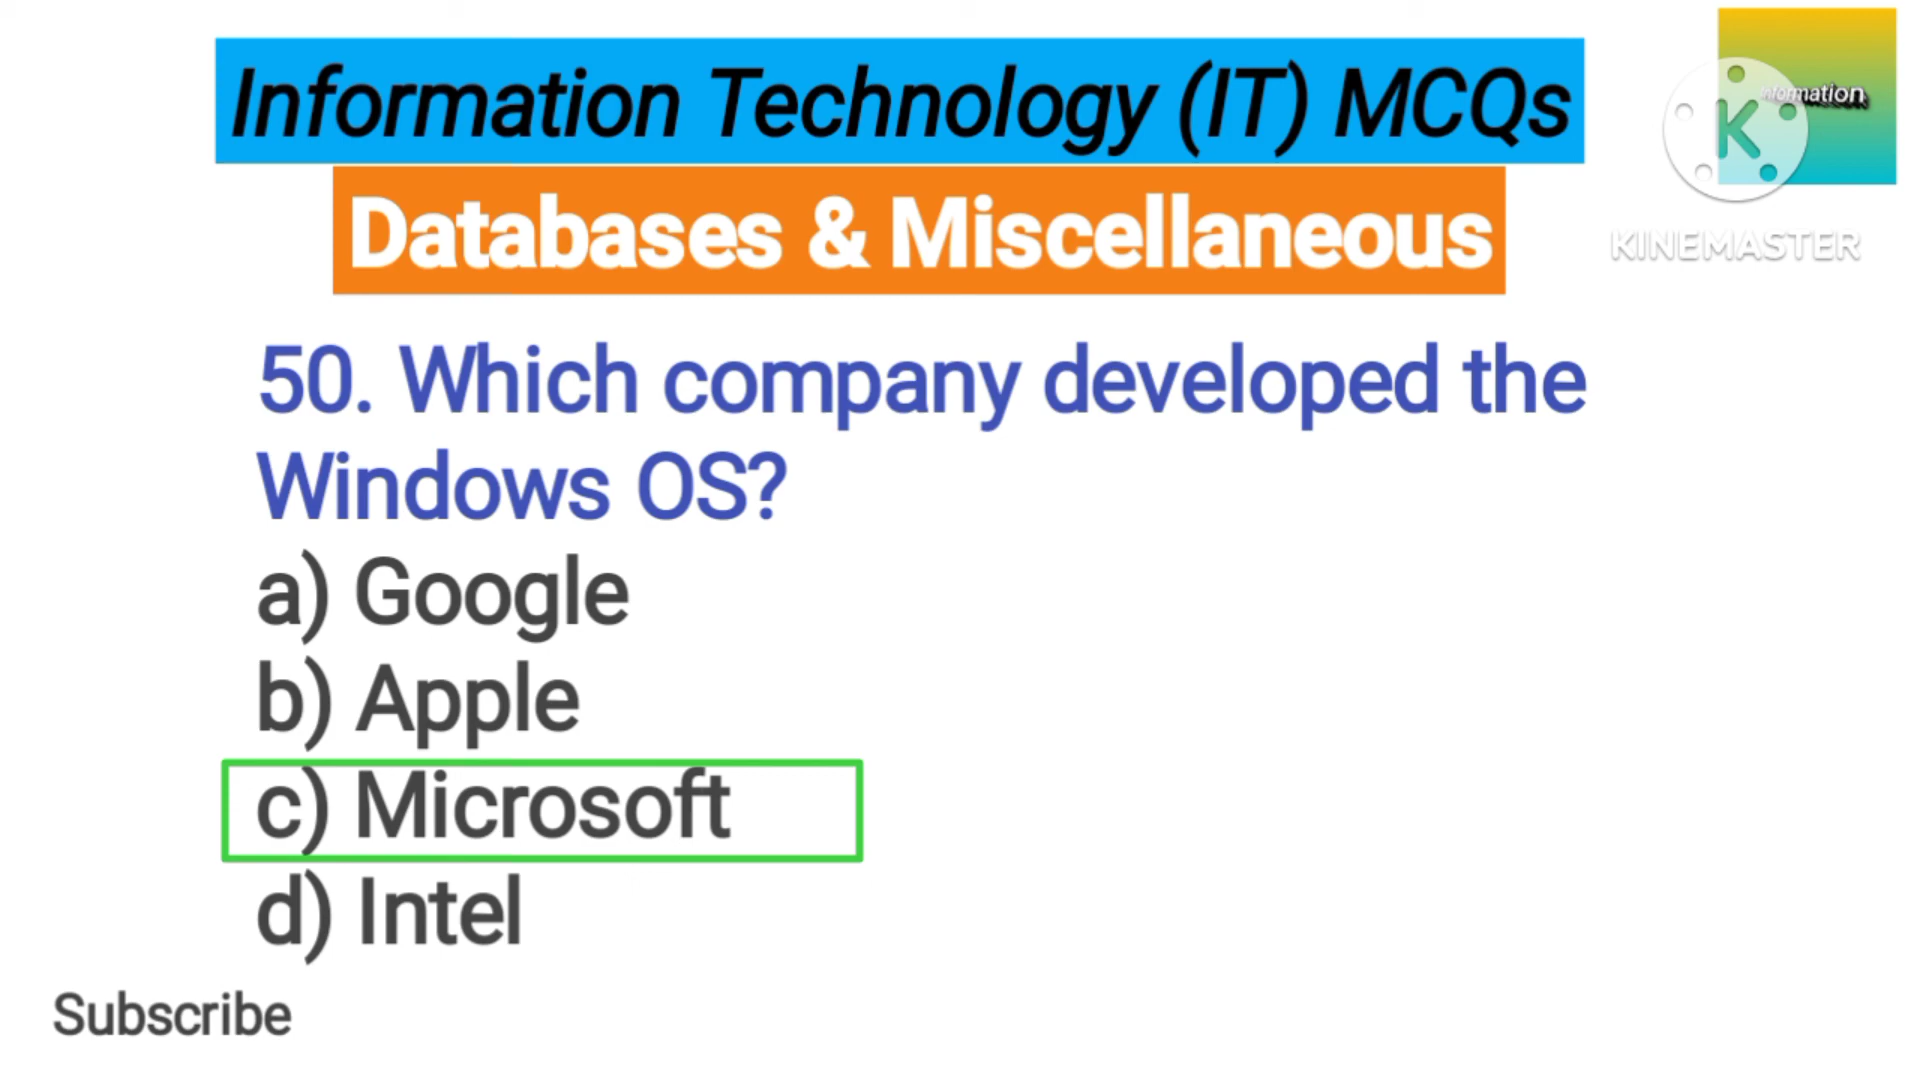 Information Technology (IT) MCQs
Databases & Miscellaneous
50. Which company developed the
Windows OS?
a) Google
b) Apple
c) Microsoft
d) Intel
Subscribe
Information
K
KINEMASTER